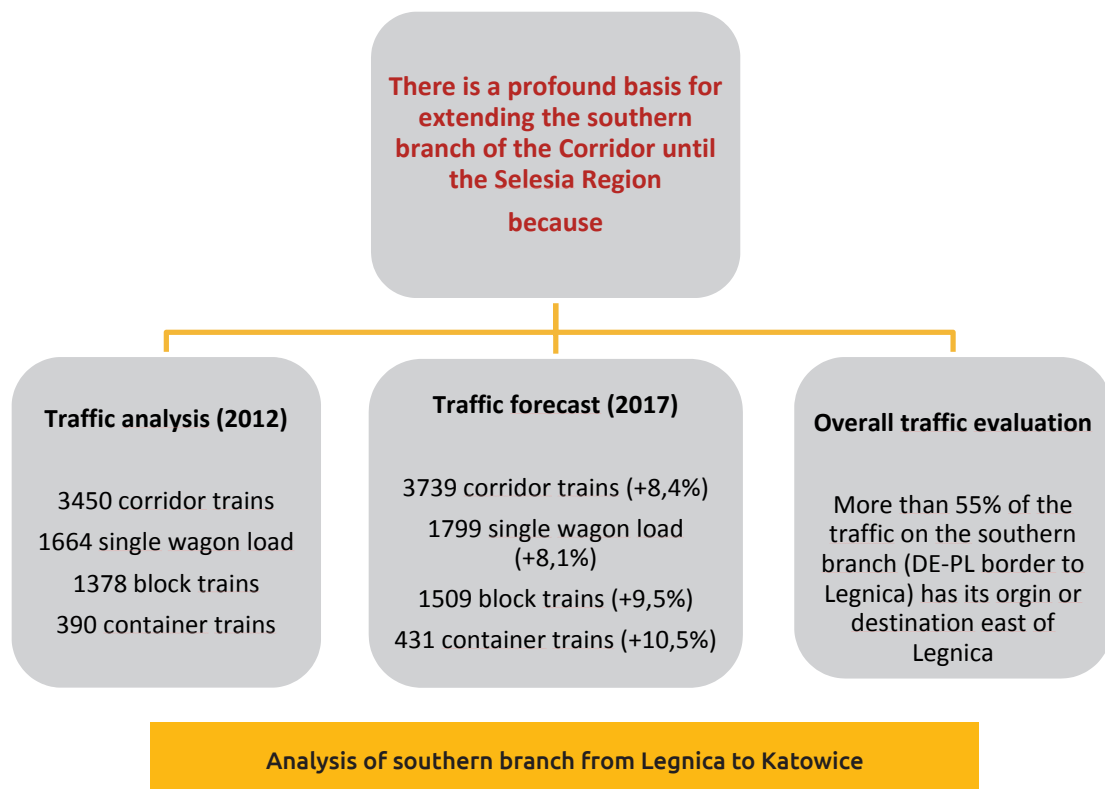 There is a profound basis for
extending the southern
branch of the Corridor until
the Selesia Region
because
Traffic analysis (2012)
3450 corridor trains
1664 single wagon load
1378 block trains
390 container trains
Traffic forecast (2017)
3739 corridor trains (+8,4%)
1799 single wagon load
(+8,1%)
1509 block trains (+9,5%)
431 container trains (+10,5%)
Overall traffic evaluation
More than 55% of the
traffic on the southern
branch (DE-PL border to
Legnica) has its orgin or
destination east of
Legnica
Analysis of southern branch from Legnica to Katowice